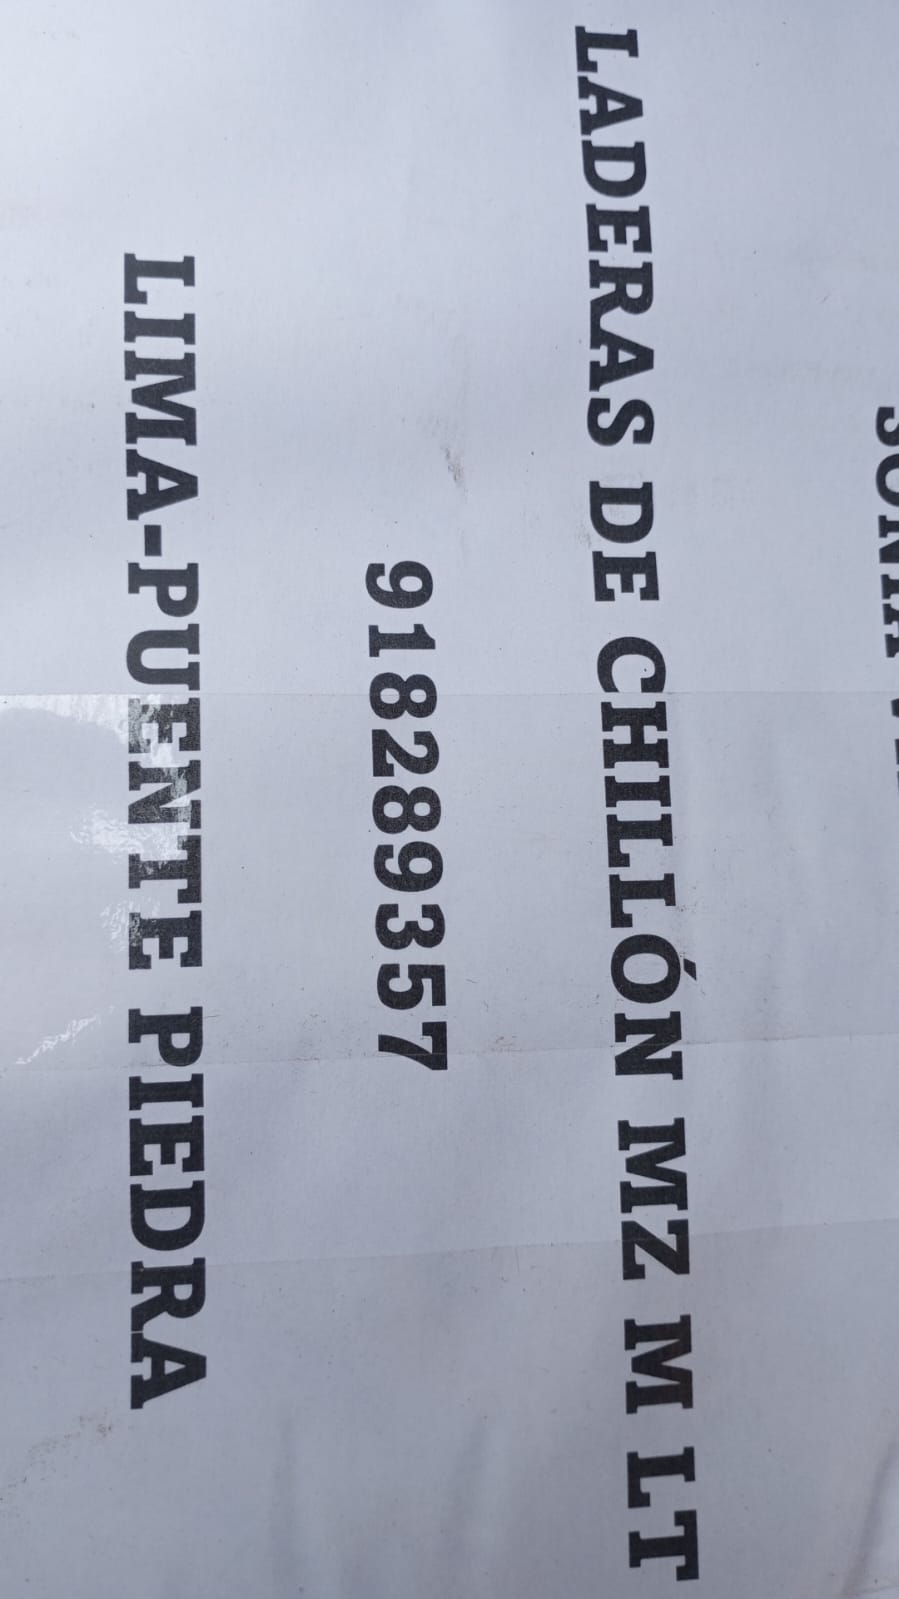 LADERAS DE CHILLÓN MZ M LT
918289357
LIMA-PUENTE PIEDRA